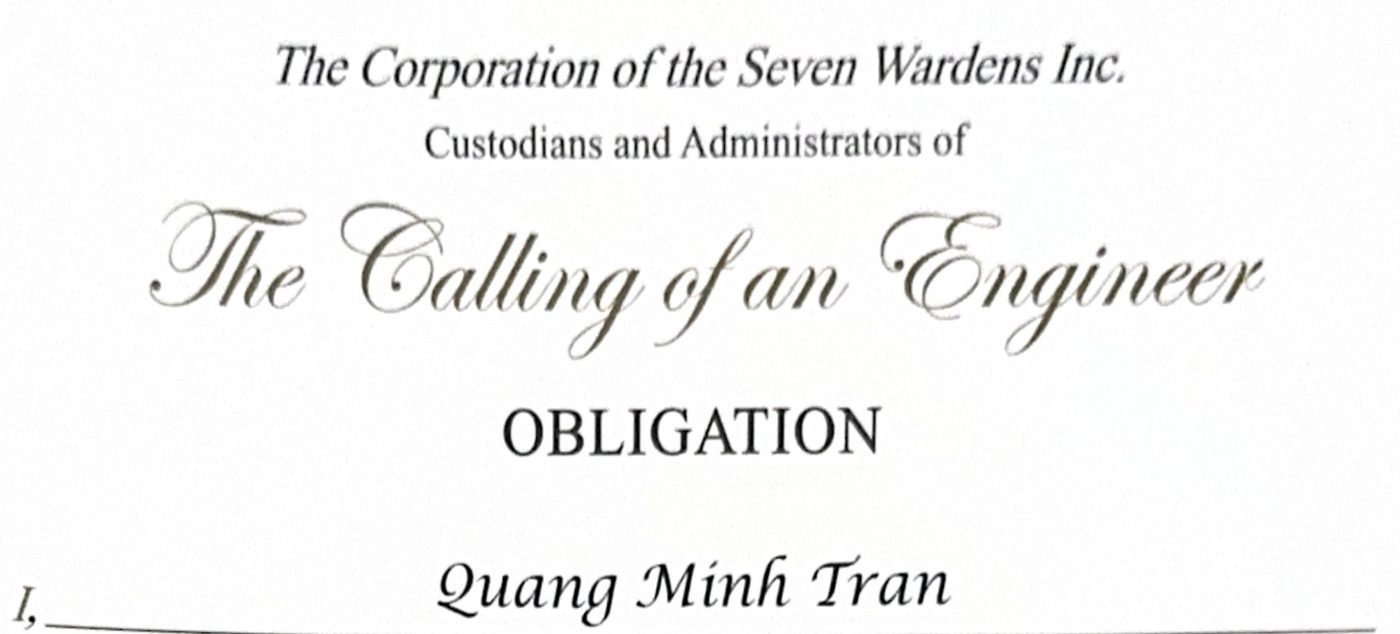 The Corporation of the Seven Wardens Inc.
Custodians and Administrators of
The Calling of an Engineer
OBLIGATION
I, Quang Minh Tran